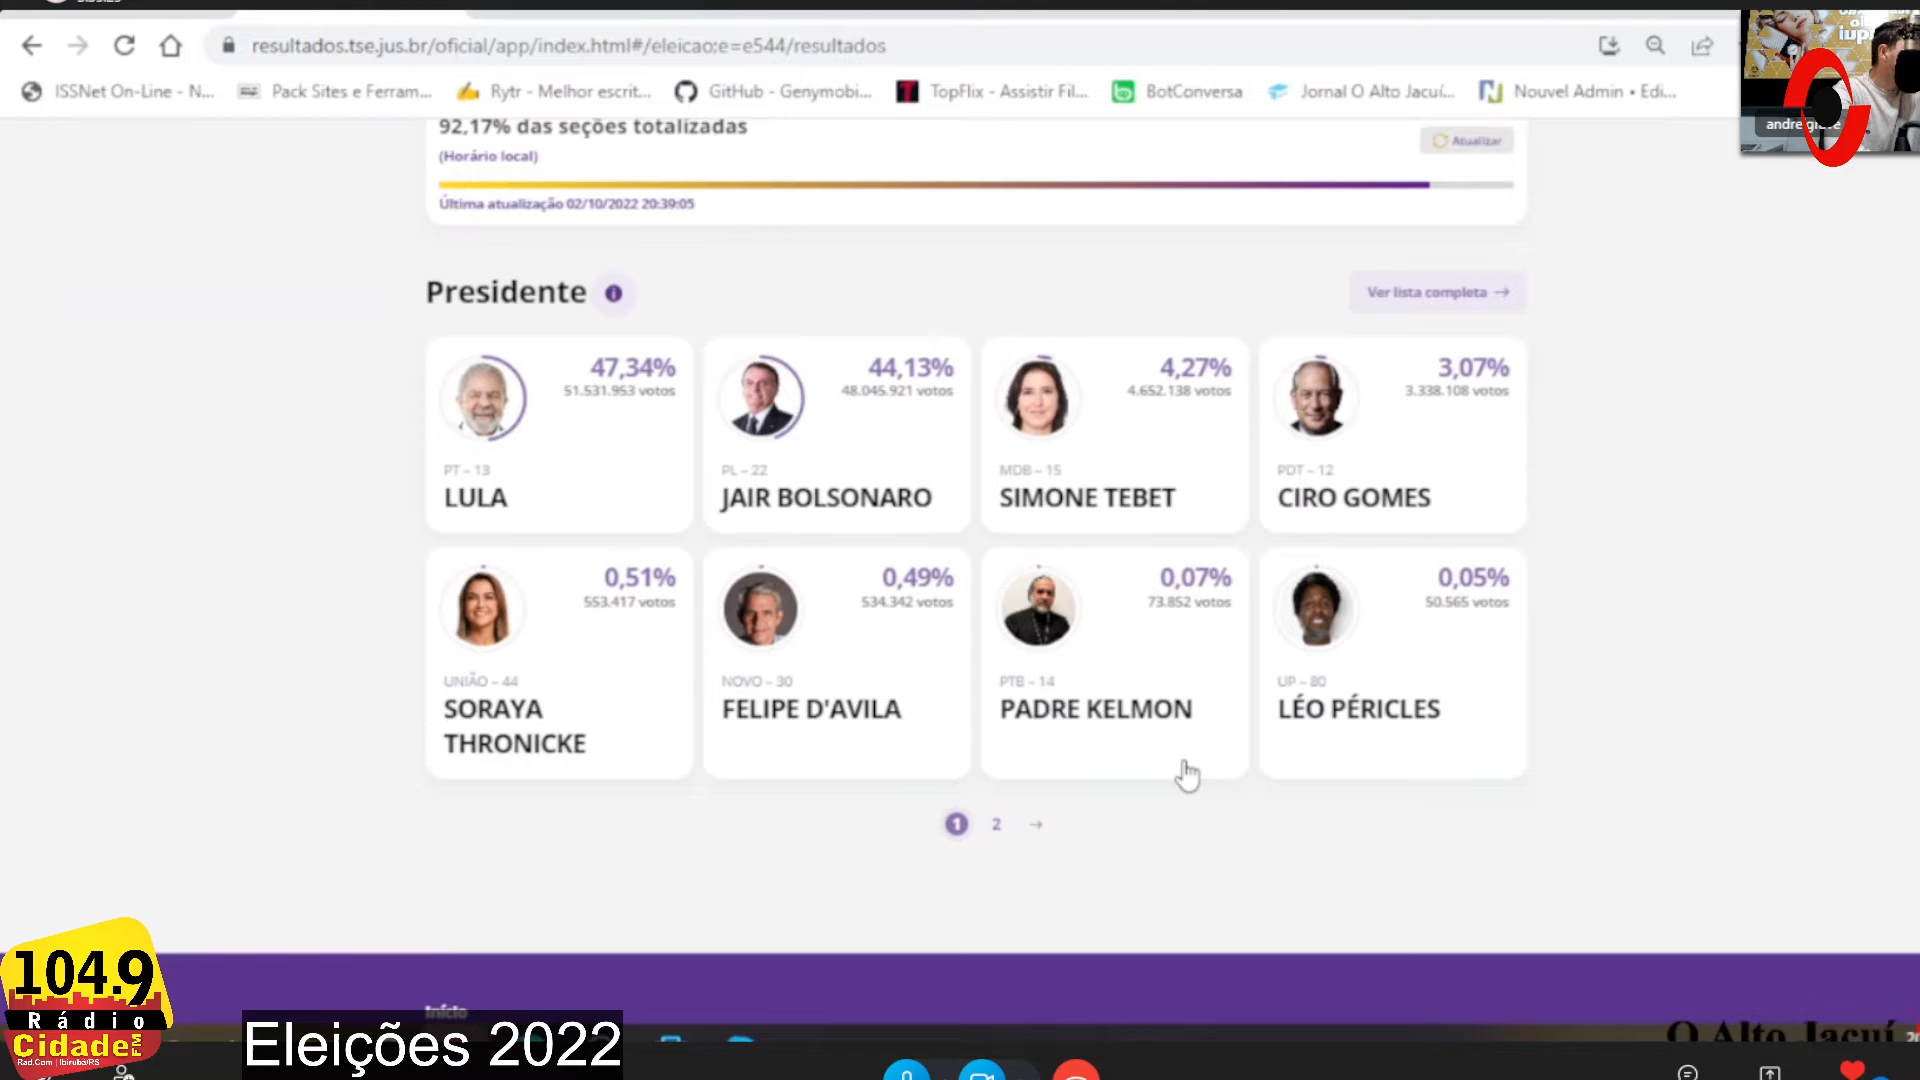 resultados.tse.jus.br/oficial/app/index.html#/eleicao;e=e544/resultados
ISSNet On-Line - N... Pack Sites e Ferram... Rytr - Melhor escrit... GitHub - Genymobi... TopFlix - Assistir Fil... BotConversa Jornal O Alto Jacuí... Nouvel Admin • Edi...
92,17% das seções totalizadas
(Horário local)
Atualizar
Última atualização 02/10/2022 20:39:05
Presidente
Ver lista completa →
47,34%
51.531.953 votos
PT – 13
LULA
44,13%
48.045.921 votos
PL – 22
JAIR BOLSONARO
4,27%
4.652.138 votos
MDB – 15
SIMONE TEBET
3,07%
3.338.108 votos
PDT – 12
CIRO GOMES
0,51%
553.417 votos
UNIÃO – 44
SORAYA
THRONICKE
0,49%
534.342 votos
NOVO – 30
FELIPE D'AVILA
0,07%
73.852 votos
PTB – 14
PADRE KELMON
0,05%
50.565 votos
UP – 80
LÉO PÉRICLES
1 2 →
Início
104.9
Rádio
Cidade FM
Rad.Com | Ibirubá/RS
Eleições 2022
O Alto Jacuí